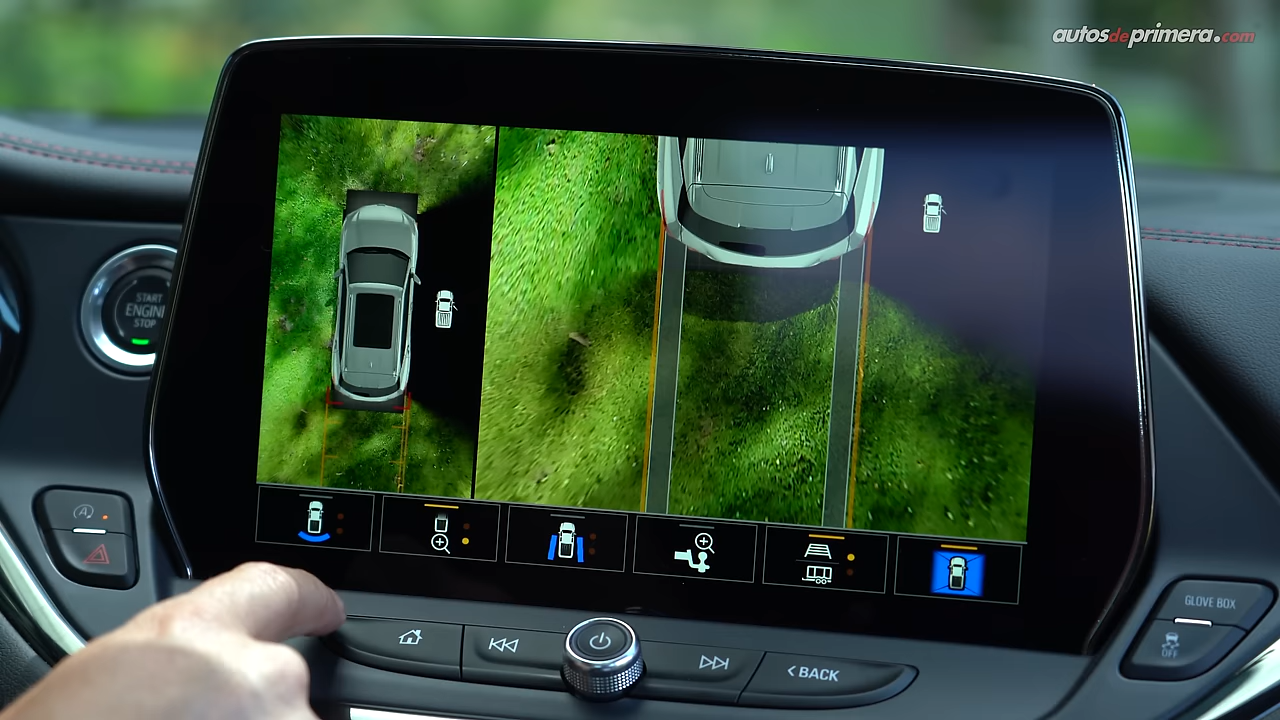 autosdeprimera.com
START
ENGINE
STOP
GLOVE BOX
OFF
BACK